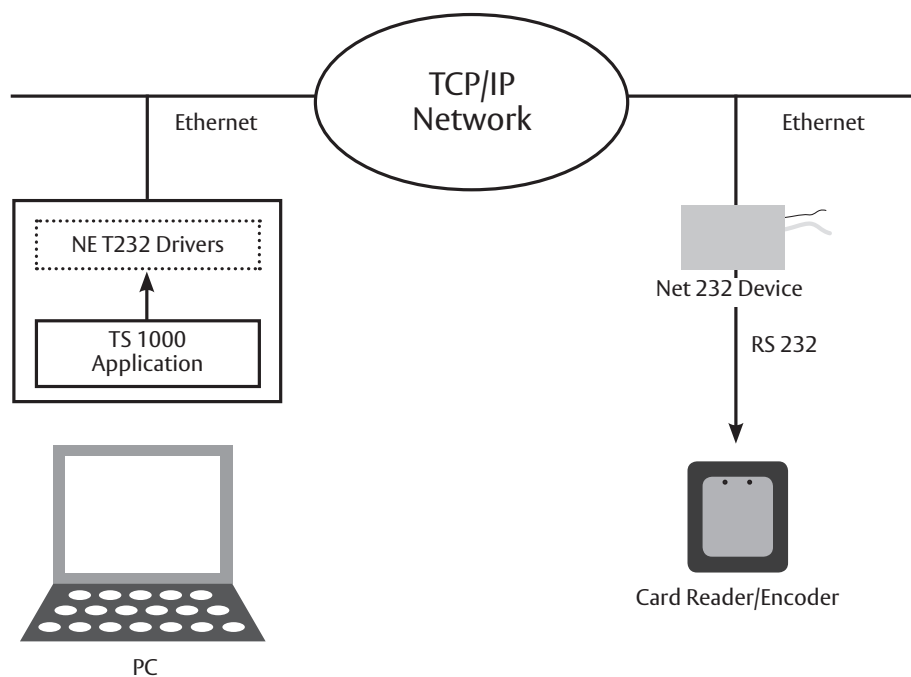 TCP/IP
Network
Ethernet
Ethernet
NE T232 Drivers
TS 1000
Application
Net 232 Device
RS 232
Card Reader/Encoder
PC